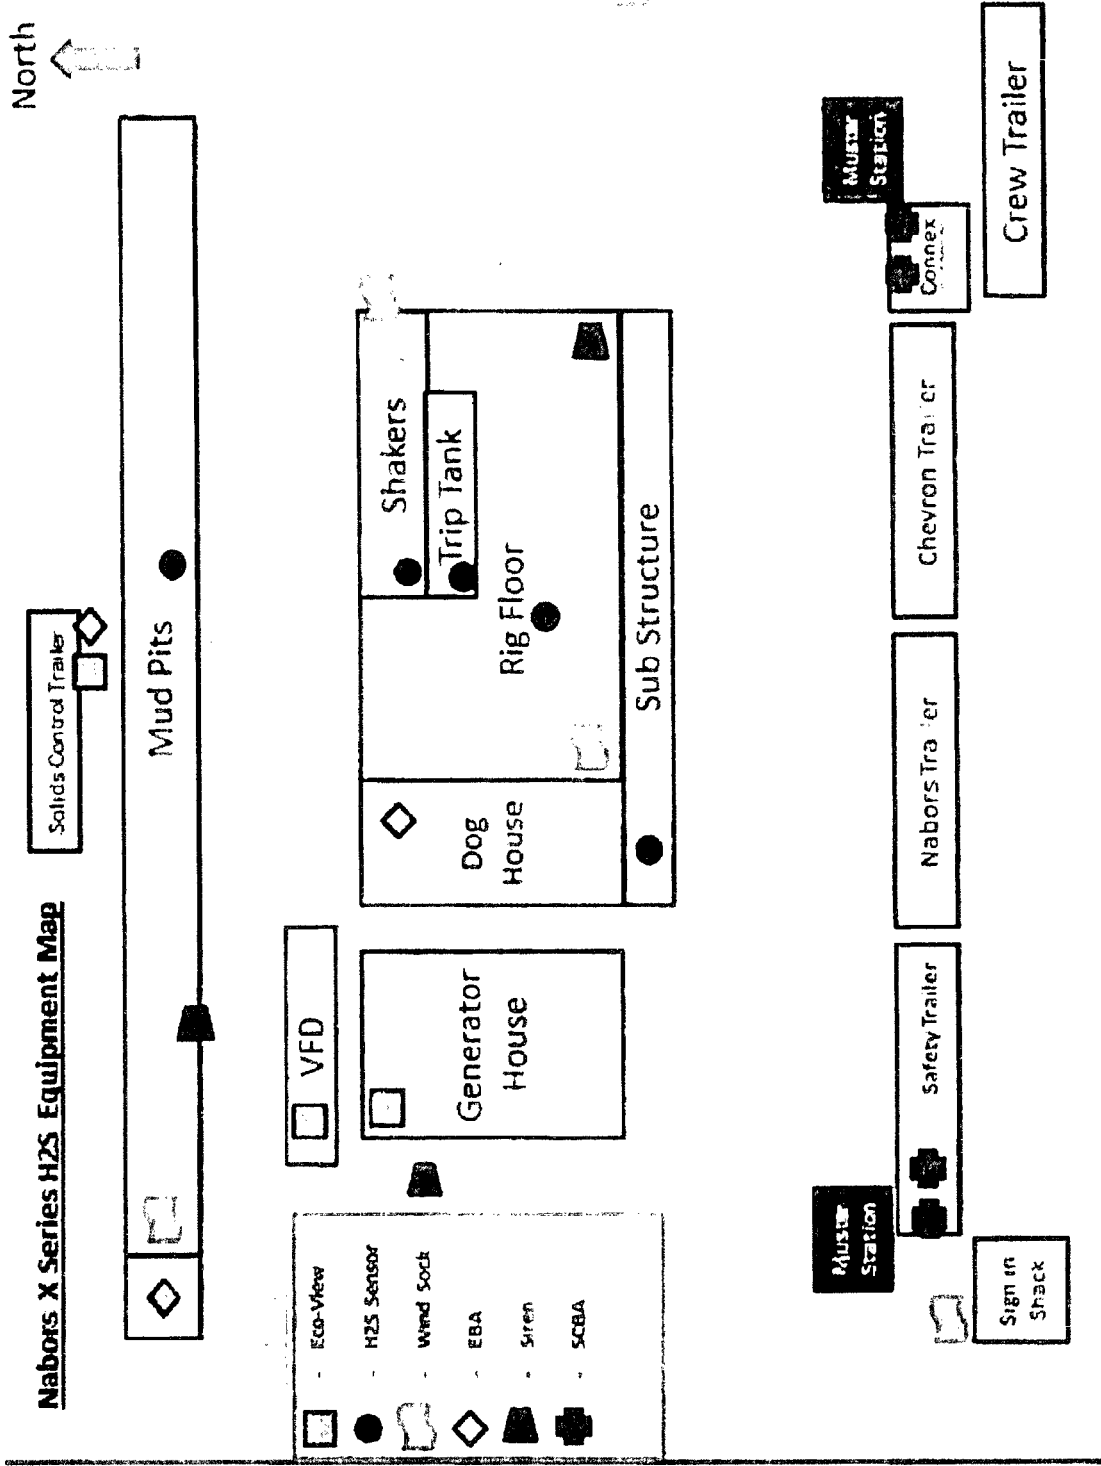 Nabors X Series H2S Equipment Map
North
Solids Control Trailer
Mud Pits
VFD
Generator
House
Dog
House
Shakers
Trip Tank
Rig Floor
Sub Structure
- Eco-View
- H2S Sensor
- Wind Sock
- EBA
- Siren
- SCBA
Muster
Station
Sign in
Shack
Safety Trailer
Nabors Trailer
Chevron Trailer
Connex
Muster
Station
Crew Trailer